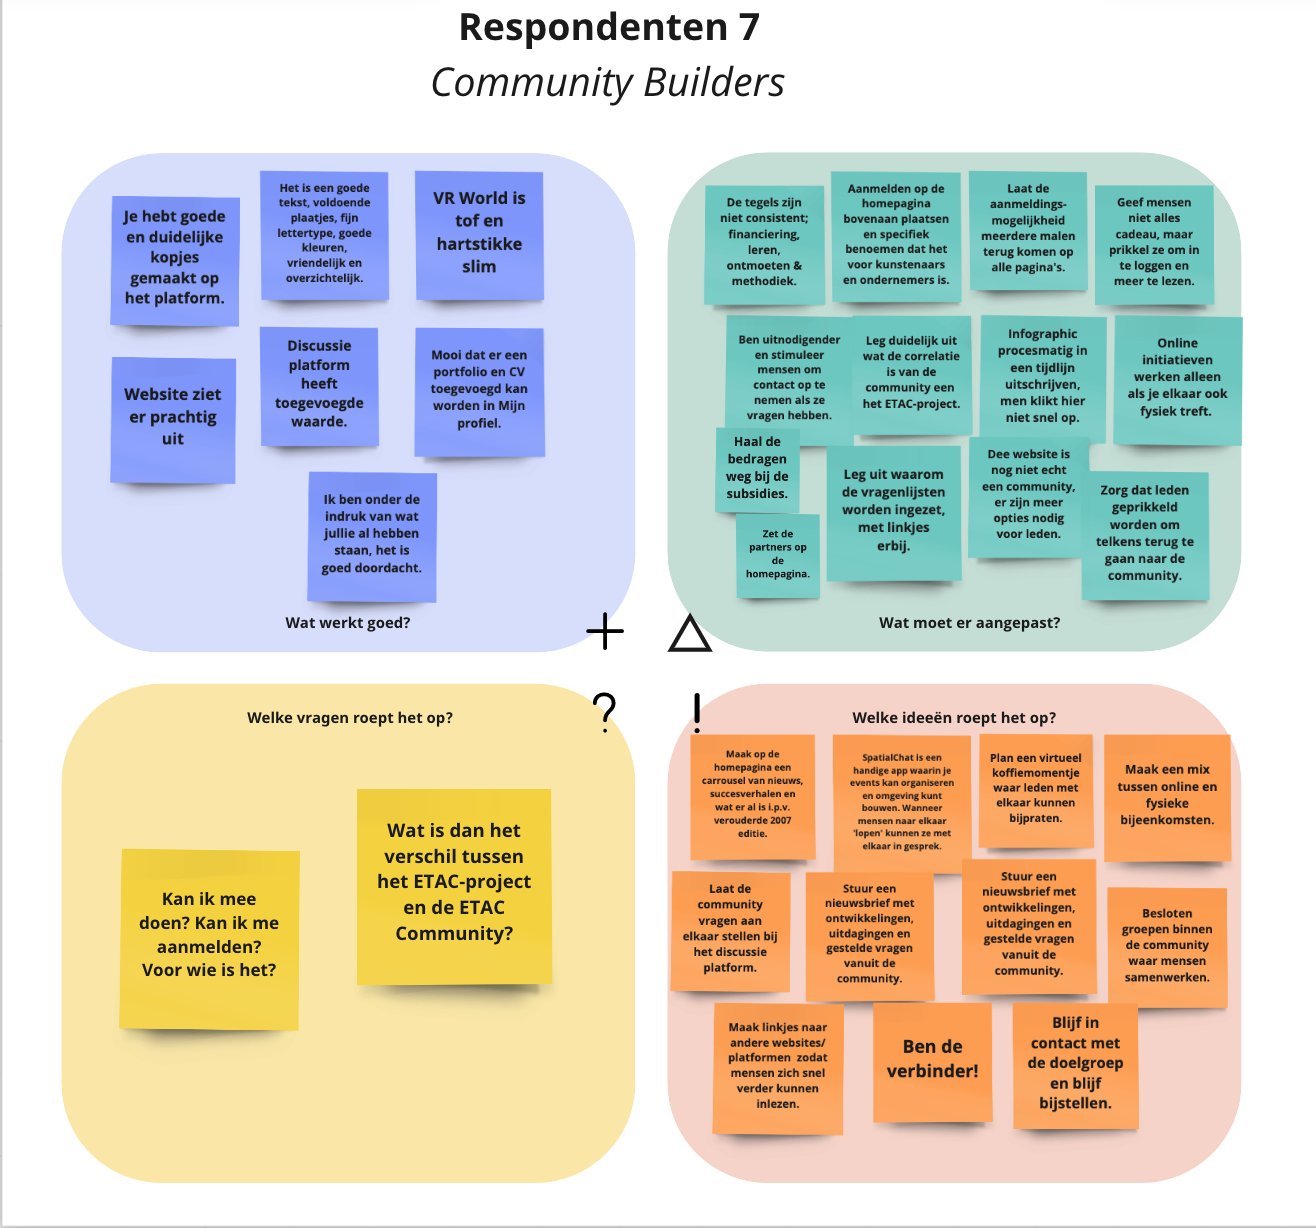 Respondenten 7
Community Builders
Je hebt goede
en duidelijke
kopjes
gemaakt op
het platform.
Het is een goede
tekst, voldoende
plaatjes, fijn
lettertype, goede
kleuren,
vriendelijk en
overzichtelijk.
VR World is
tof en
hartstikke
slim
Website ziet
er prachtig
uit
Discussie
platform
heeft
toegevoegde
waarde.
Mooi dat er een
portfolio en CV
toegevoegd kan
worden in Mijn
profiel.
Ik ben onder de
indruk van wat
jullie al hebben
staan, het is
goed doordacht.
Wat werkt goed?
De tegels zijn
niet consistent;
financiering,
leren,
ontmoeten &
methodiek.
Aanmelden op de
homepagina
bovenaan plaatsen
en specifiek
benoemen dat het
voor kunstenaars
en ondernemers is.
Laat de
aanmeldings-
mogelijkheid
meerdere malen
terug komen op
alle pagina's.
Geef mensen
niet alles
cadeau, maar
prikkel ze om in
te loggen en
meer te lezen.
Ben uitnodigender
en stimuleer
mensen om
contact op te
nemen als ze
vragen hebben.
Leg duidelijk uit
wat de correlatie
is van de
community een
het ETAC-project.
Infographic
procesmatig in
een tijdlijn
uitschrijven,
men klikt hier
niet snel op.
Online
initiatieven
werken alleen
als je elkaar ook
fysiek treft.
Haal de
bedragen
weg bij de
subsidies.
Leg uit waarom
de vragenlijsten
worden ingezet,
met linkjes
erbij.
Dee website is
nog niet echt
een community,
er zijn meer
opties nodig
voor leden.
Zorg dat leden
geprikkeld
worden om
telkens terug te
gaan naar de
community.
Zet de
partners op
de
homepagina.
Wat moet er aangepast?
Welke vragen roept het op?
Kan ik mee
doen? Kan ik me
aanmelden?
Voor wie is het?
Wat is dan het
verschil tussen
het ETAC-project
en de ETAC
Community?
Welke ideeën roept het op?
Maak op de
homepagina een
carrousel van nieuws,
succesverhalen en
wat er al is i.p.v.
verouderde 2007
editie.
SpatialChat is een
handige app waarin je
events kan organiseren
en omgeving kunt
bouwen. Wanneer
mensen naar elkaar
'lopen' kunnen ze met
elkaar in gesprek.
Plan een virtueel
koffiemomentje
waar leden met
elkaar kunnen
bijpraten.
Maak een mix
tussen online en
fysieke
bijeenkomsten.
Laat de
community
vragen aan
elkaar stellen bij
het discussie
platform.
Stuur een
nieuwsbrief met
ontwikkelingen,
uitdagingen en
gestelde vragen
vanuit de
community.
Stuur een
nieuwsbrief met
ontwikkelingen,
uitdagingen en
gestelde vragen
vanuit de
community.
Besloten
groepen binnen
de community
waar mensen
samenwerken.
Maak linkjes naar
andere websites/
platformen zodat
mensen zich snel
verder kunnen
inlezen.
Ben de
verbinder!
Blijf in
contact met
de doelgroep
en blijf
bijstellen.